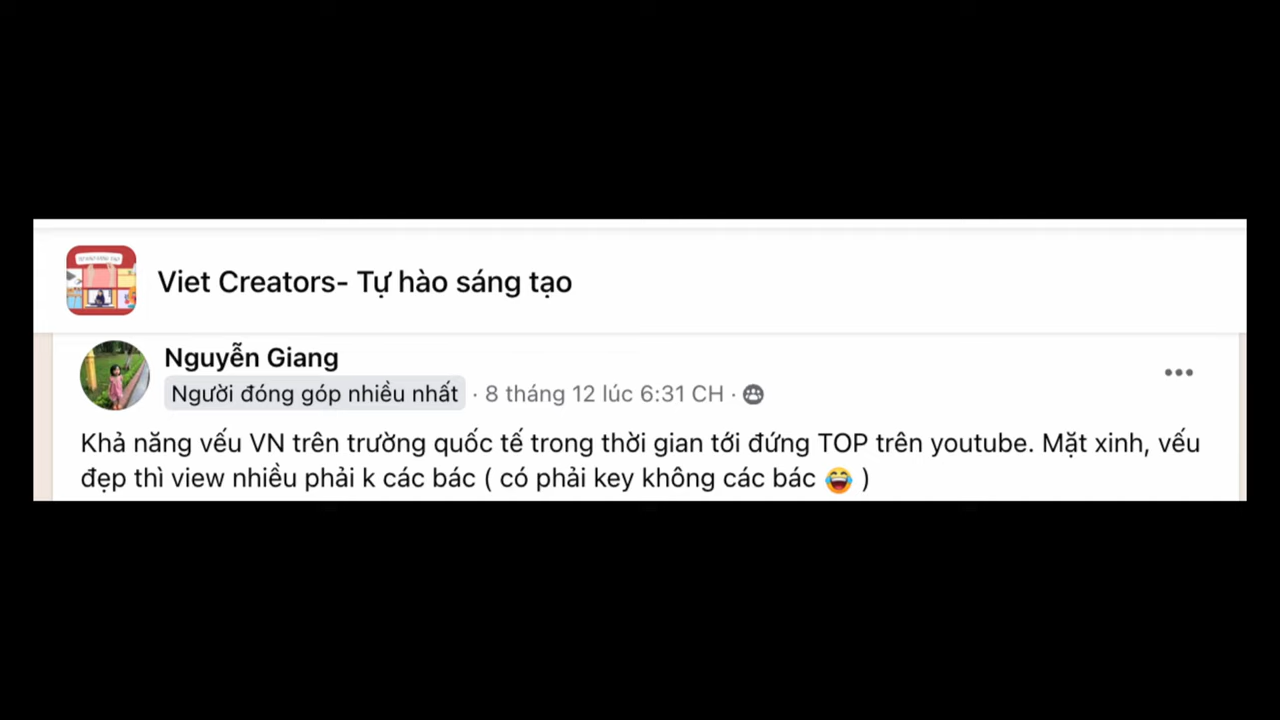 Viet Creators- Tự hào sáng tạo
Nguyễn Giang
Người đóng góp nhiều nhất · 8 tháng 12 lúc 6:31 CH ·
Khả năng vếu VN trên trường quốc tế trong thời gian tới đứng TOP trên youtube. Mặt xinh, vếu
đẹp thì view nhiều phải k các bác ( có phải key không các bác 😂 )